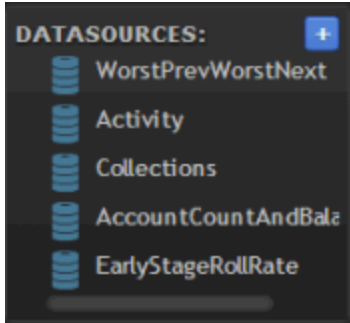 DATASOURCES: +
WorstPrevWorstNext
Activity
Collections
AccountCountAndBala
EarlyStageRollRate